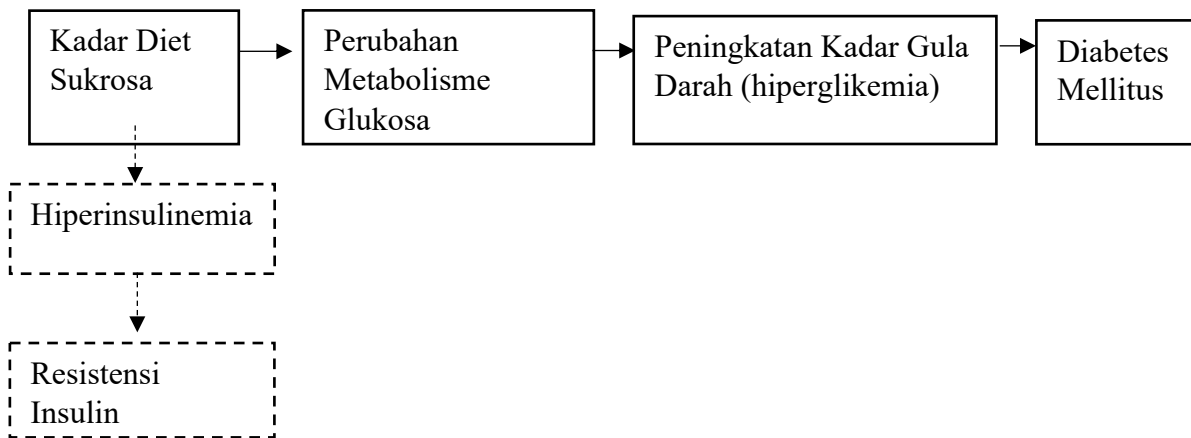 Kadar Diet
Sukrosa
Perubahan
Metabolisme
Glukosa
Peningkatan Kadar Gula
Darah (hiperglikemia)
Diabetes
Mellitus
Hiperinsulinemia
Resistensi
Insulin